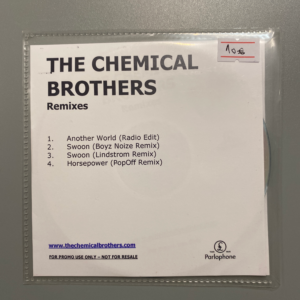 THE CHEMICAL
BROTHERS
Remixes
1. Another World (Radio Edit)
2. Swoon (Boyz Noize Remix)
3. Swoon (Lindstrom Remix)
4. Horsepower (PopOff Remix)
www.thechemicalbrothers.com
FOR PROMO USE ONLY – NOT FOR RESALE
Parlophone